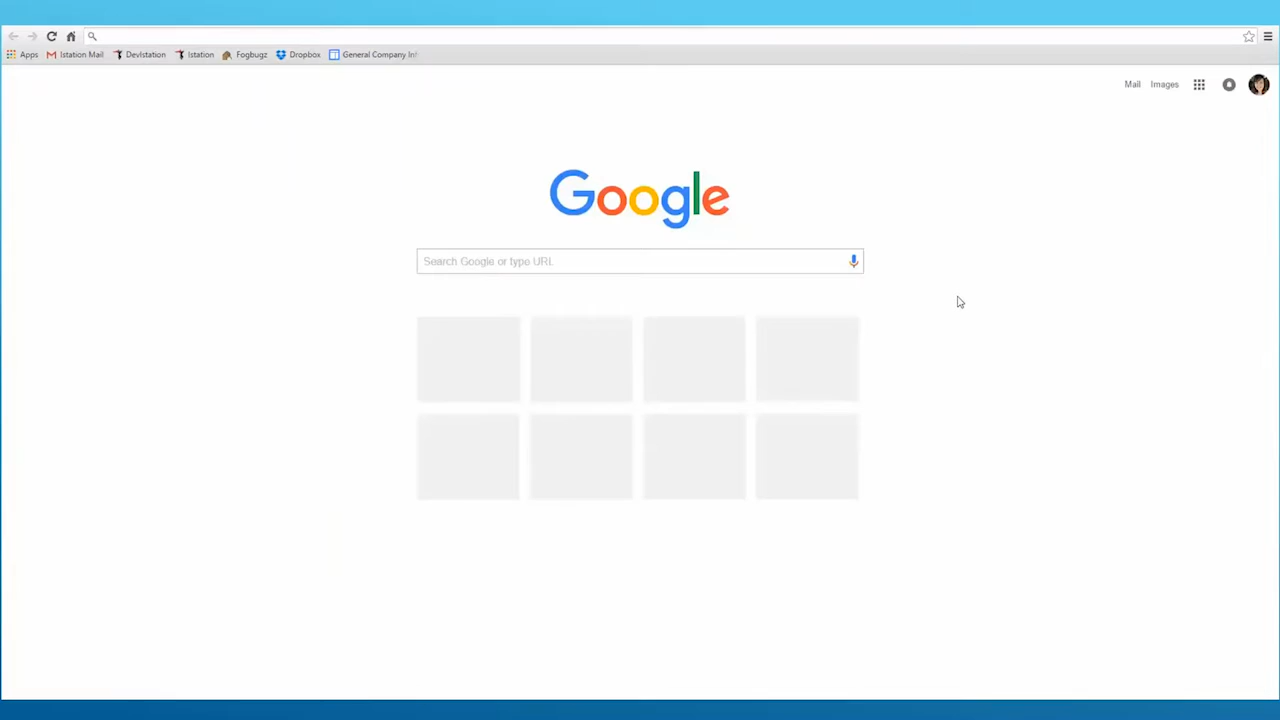 Apps Istation Mail DevIstation Istation Fogbugz Dropbox General Company Inf
Mail Images
Google
Search Google or type URL